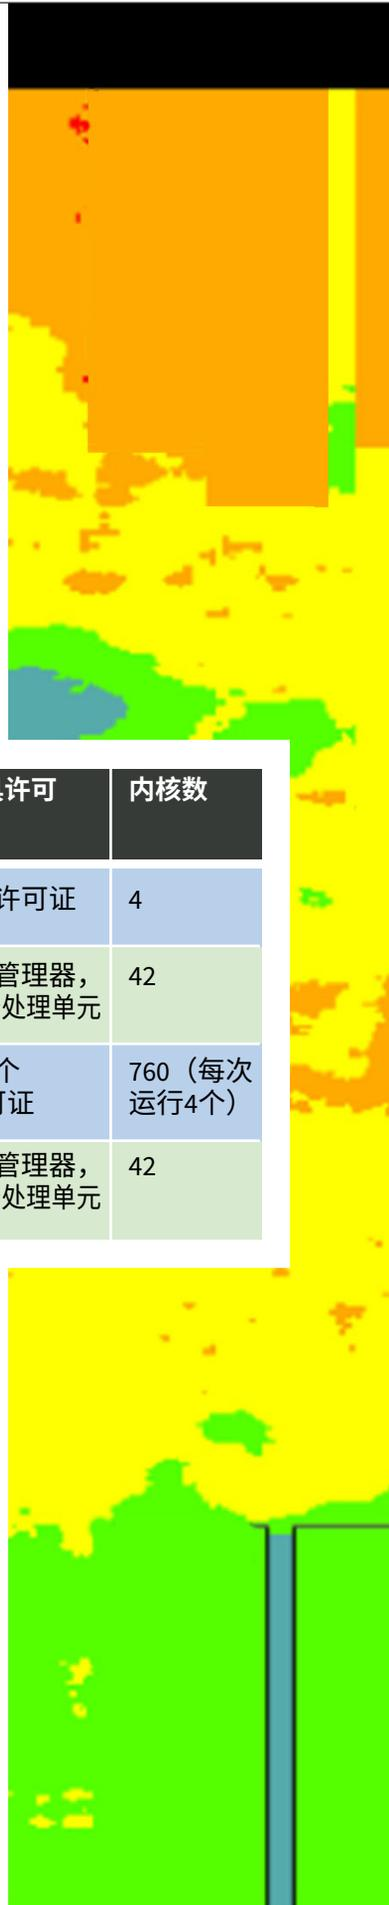 许可
内核数
许可证
4
管理器，
处理单元
42
个
可证
760（每次
运行4个）
管理器，
处理单元
42